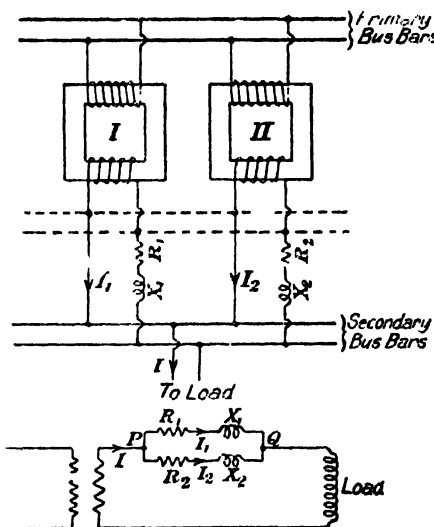 Primary
Bus Bars
I
II
R₁
R₂
I₁
X₁
I₂
X₂
Secondary
Bus Bars
I
To Load
R₁
X₁
P
I₁
Q
I
R₂
I₂
X₂
Load